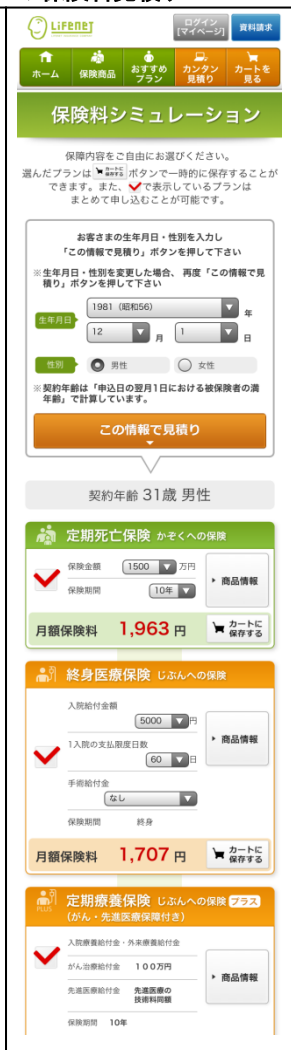 LIFENET
ログイン
[マイページ]
資料請求
ホーム
保険商品
おすすめ
プラン
カンタン
見積り
カートを
見る
保険料シミュレーション
保障内容をご自由にお選びください。
選んだプランは カートに保存する ボタンで一時的に保存することが
できます。また、✔で表示しているプランは
まとめて申し込むことが可能です。
お客さまの生年月日・性別を入力し
「この情報で見積り」ボタンを押して下さい
※生年月日・性別を変更した場合、再度「この情報で見
積り」ボタンを押して下さい
生年月日
1981（昭和56） 年
12 月 1 日
性別 男性 女性
※契約年齢は「申込日の翌月1日における被保険者の満
年齢」で計算しています。
この情報で見積り
契約年齢 31歳 男性
定期死亡保険 かぞくへの保険
保険金額 1500 万円
保険期間 10年
商品情報
月額保険料 1,963 円
カートに
保存する
終身医療保険 じぶんへの保険
入院給付金額
5000 円
1入院の支払限度日数
60 日
手術給付金
なし
保険期間 終身
商品情報
月額保険料 1,707 円
カートに
保存する
PLUS
定期療養保険 じぶんへの保険 プラス
(がん・先進医療保障付き)
入院療養給付金・外来療養給付金
がん治療給付金 １００万円
先進医療給付金 先進医療の
技術料同額
保険期間 10年
商品情報